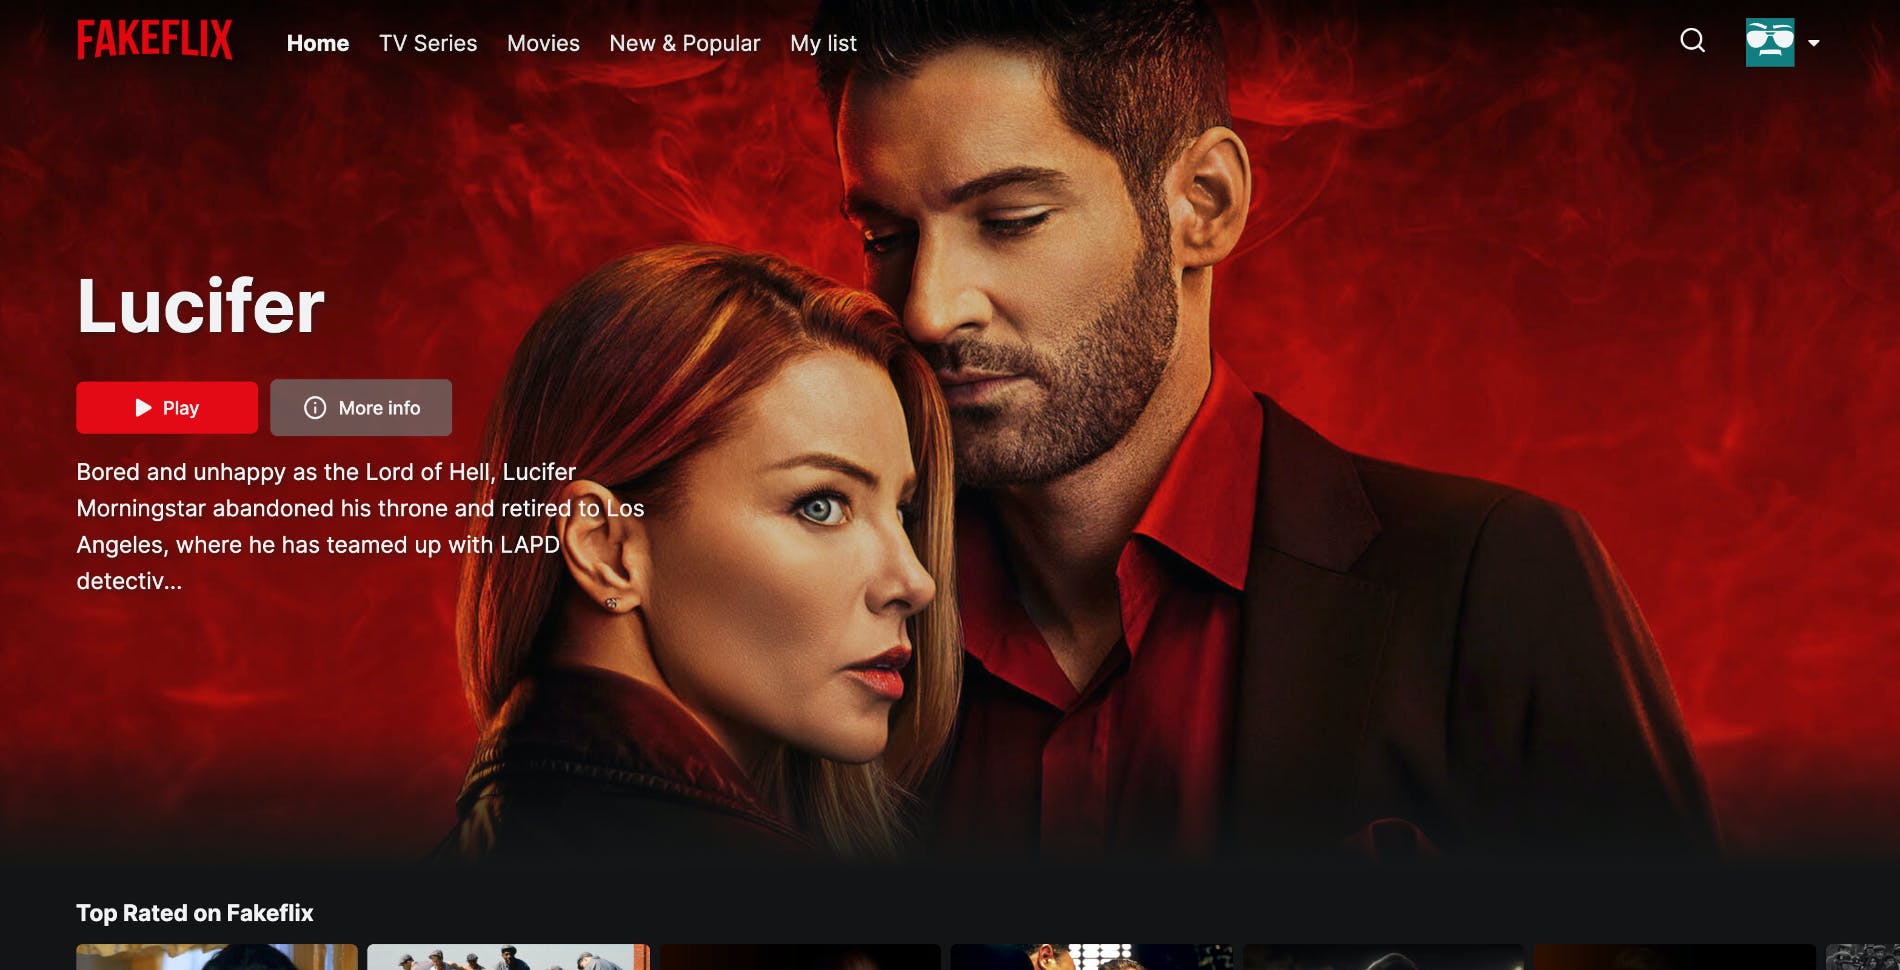 FAKEFLIX Home TV Series Movies New & Popular My list
Lucifer
Play More info
Bored and unhappy as the Lord of Hell, Lucifer
Morningstar abandoned his throne and retired to Los
Angeles, where he has teamed up with LAPD
detectiv...
Top Rated on Fakeflix